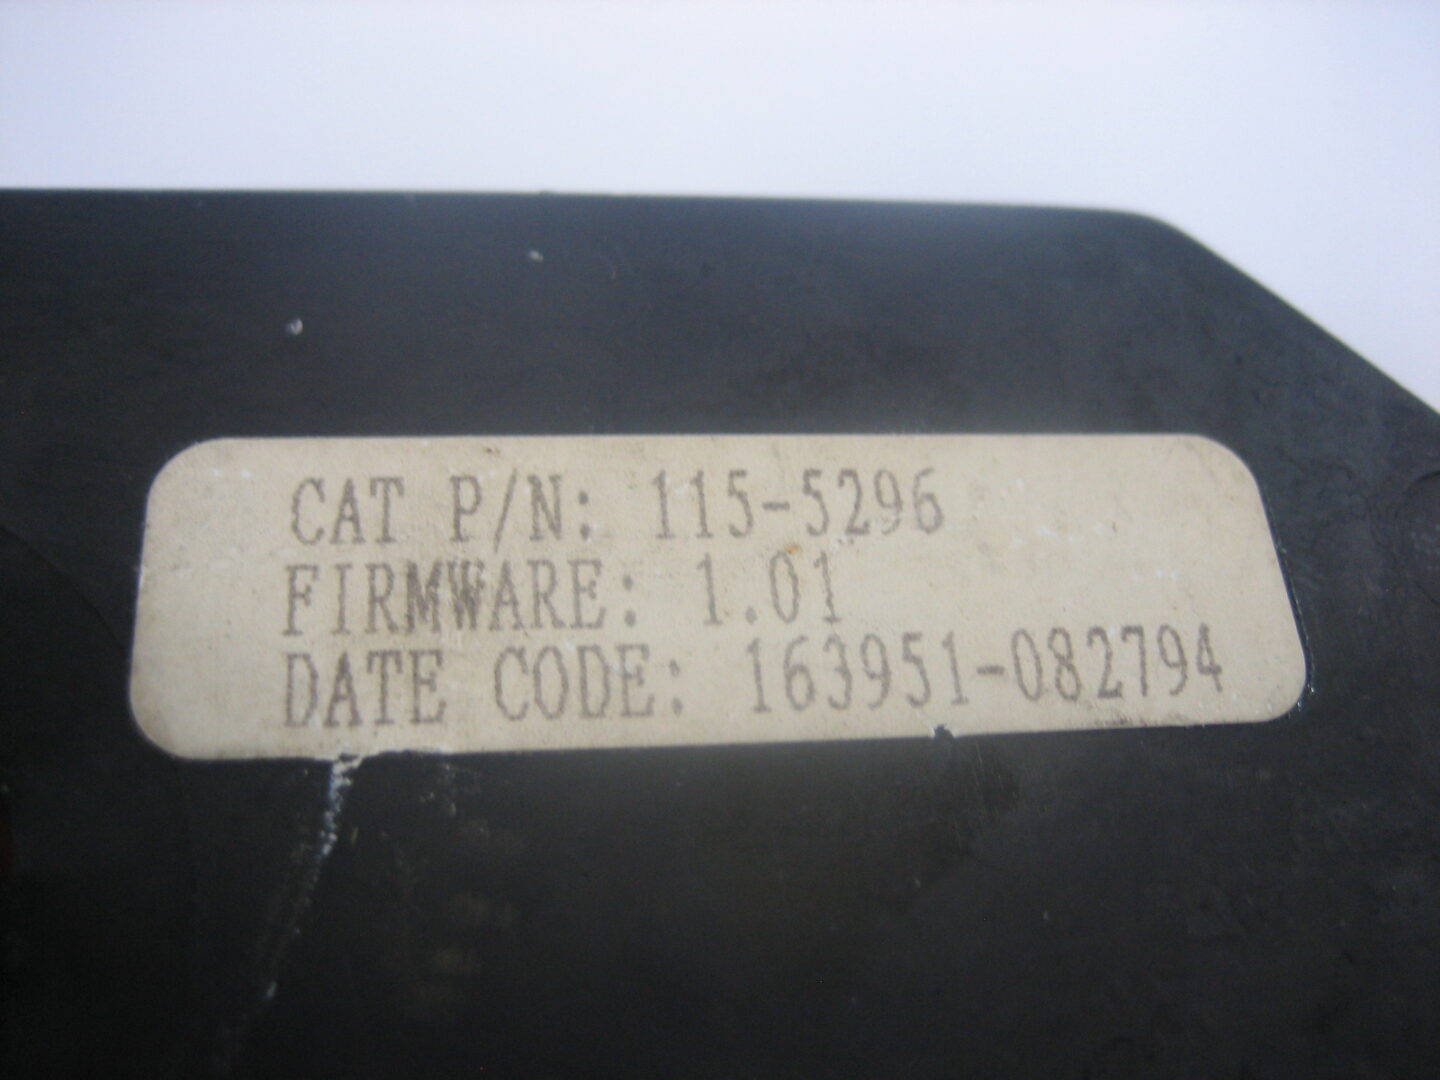 CAT P/N: 115-5296
FIRMWARE: 1.01
DATE CODE: 163951-082794